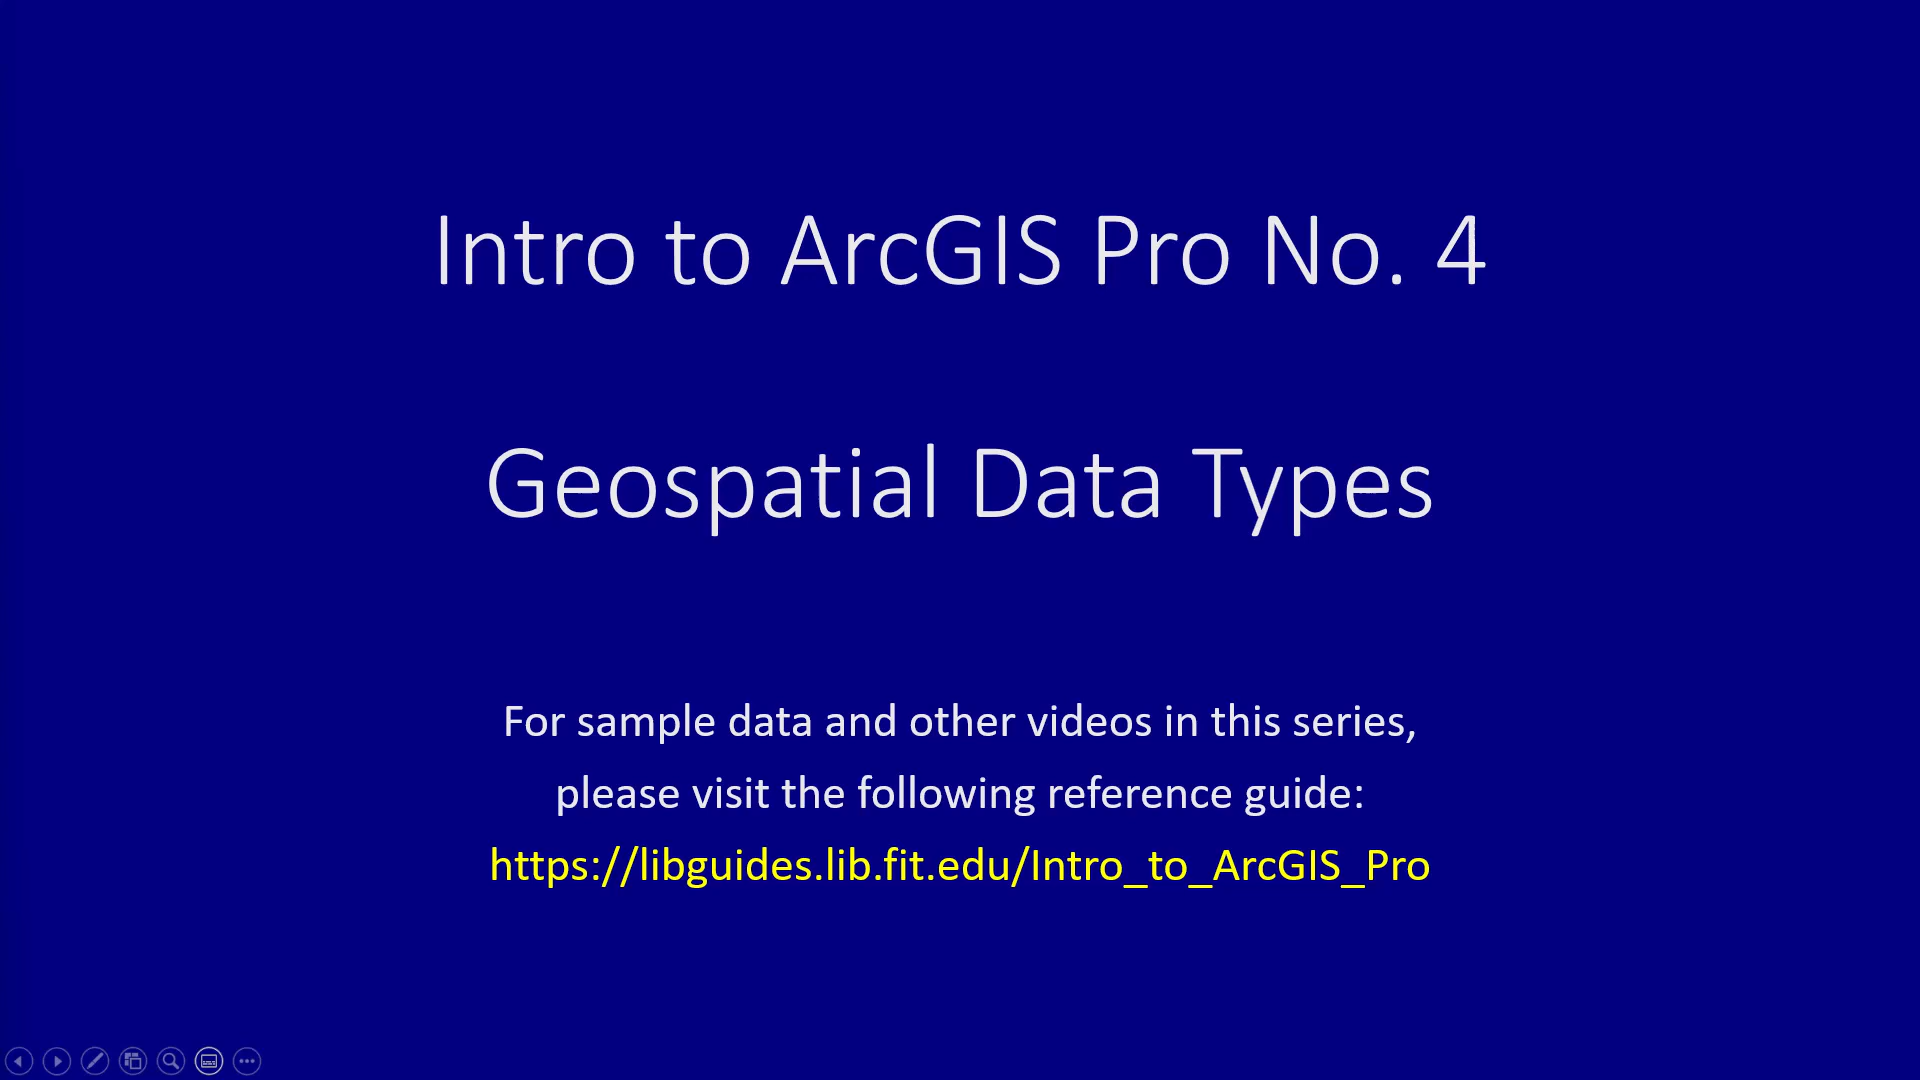 Intro to ArcGIS Pro No. 4
Geospatial Data Types
For sample data and other videos in this series,
please visit the following reference guide:
https://libguides.lib.fit.edu/Intro_to_ArcGIS_Pro